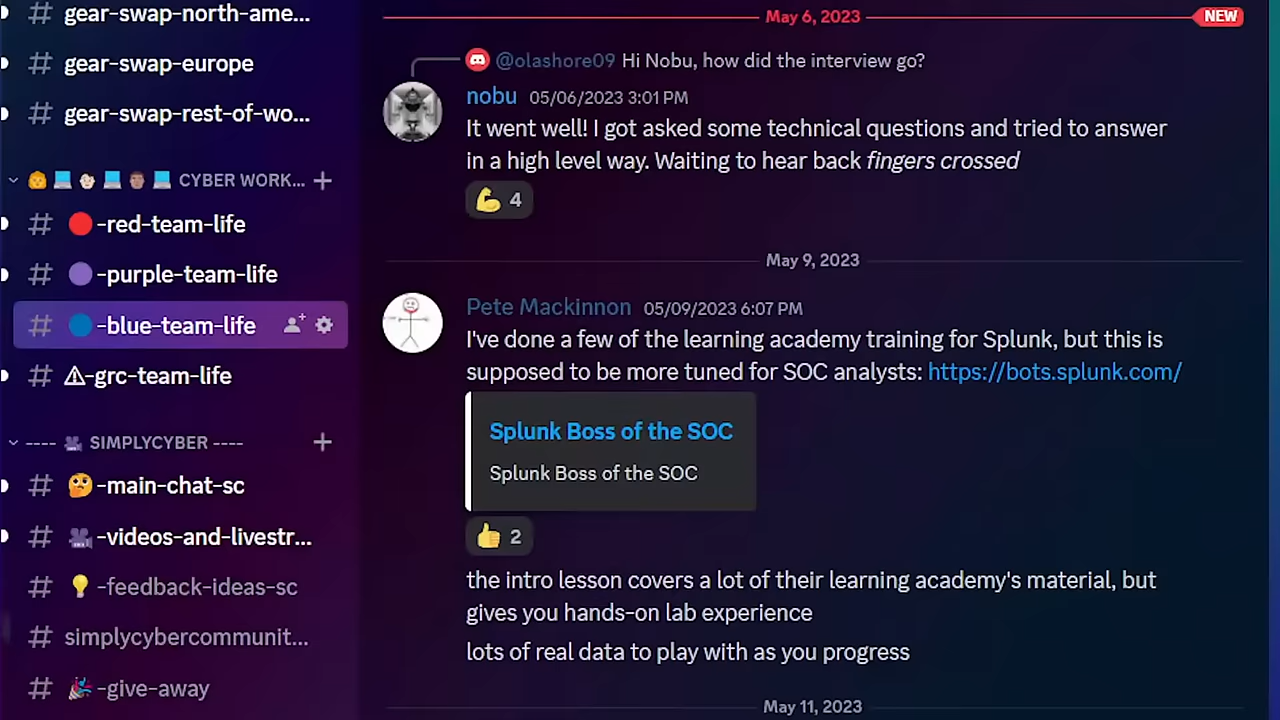 gear-swap-north-ame...
gear-swap-europe
gear-swap-rest-of-wo...
CYBER WORK...
-red-team-life
-purple-team-life
-blue-team-life
-grc-team-life
---- SIMPLYCYBER ----
-main-chat-sc
-videos-and-livestr...
-feedback-ideas-sc
simplycybercommunit...
-give-away
May 6, 2023
NEW
@olashore09 Hi Nobu, how did the interview go?
nobu 05/06/2023 3:01 PM
It went well! I got asked some technical questions and tried to answer
in a high level way. Waiting to hear back fingers crossed
4
May 9, 2023
Pete Mackinnon 05/09/2023 6:07 PM
I've done a few of the learning academy training for Splunk, but this is
supposed to be more tuned for SOC analysts: https://bots.splunk.com/
Splunk Boss of the SOC
Splunk Boss of the SOC
2
the intro lesson covers a lot of their learning academy's material, but
gives you hands-on lab experience
lots of real data to play with as you progress
May 11, 2023